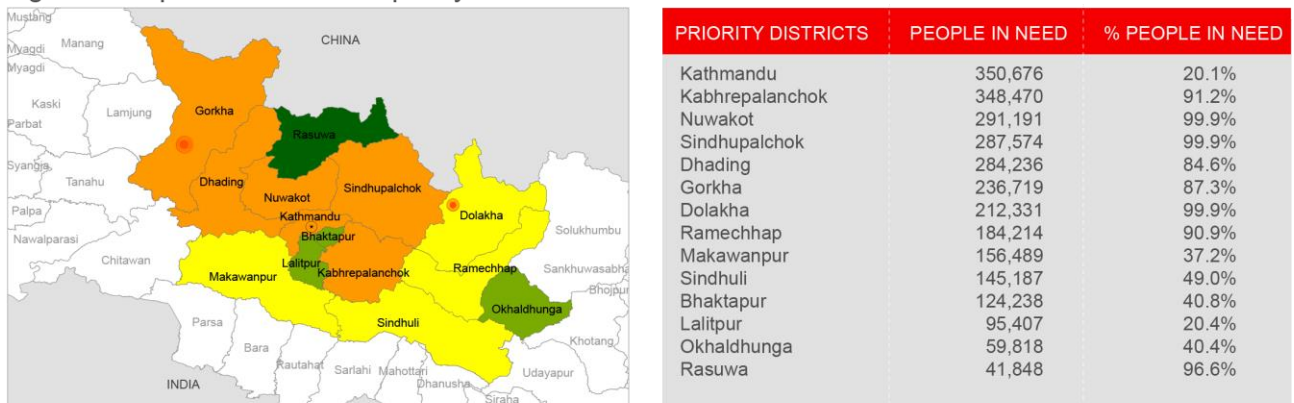 Mustang
Manang
Myagdi
Myagdi
Kaski
Lamjung
Parbat
Syangja
Tanahu
Palpa
Nawalparasi
Chitawan
CHINA
Gorkha
Rasuwa
Dhading
Nuwakot
Sindhupalchok
Kathmandu
Bhaktapur
Lalitpur
Kabhrepalanchok
Dolakha
Solukhumbu
Makawanpur
Ramechhap
Sankhuwasabha
Bhojpur
Okhaldhunga
Sindhuli
Khotang
Parsa
Bara
Rautahat
Sarlahi
Mahottari
Dhanusha
Siraha
Udayapur
INDIA
PRIORITY DISTRICTS PEOPLE IN NEED % PEOPLE IN NEED
Kathmandu 350,676 20.1%
Kabhrepalanchok 348,470 91.2%
Nuwakot 291,191 99.9%
Sindhupalchok 287,574 99.9%
Dhading 284,236 84.6%
Gorkha 236,719 87.3%
Dolakha 212,331 99.9%
Ramechhap 184,214 90.9%
Makawanpur 156,489 37.2%
Sindhuli 145,187 49.0%
Bhaktapur 124,238 40.8%
Lalitpur 95,407 20.4%
Okhaldhunga 59,818 40.4%
Rasuwa 41,848 96.6%